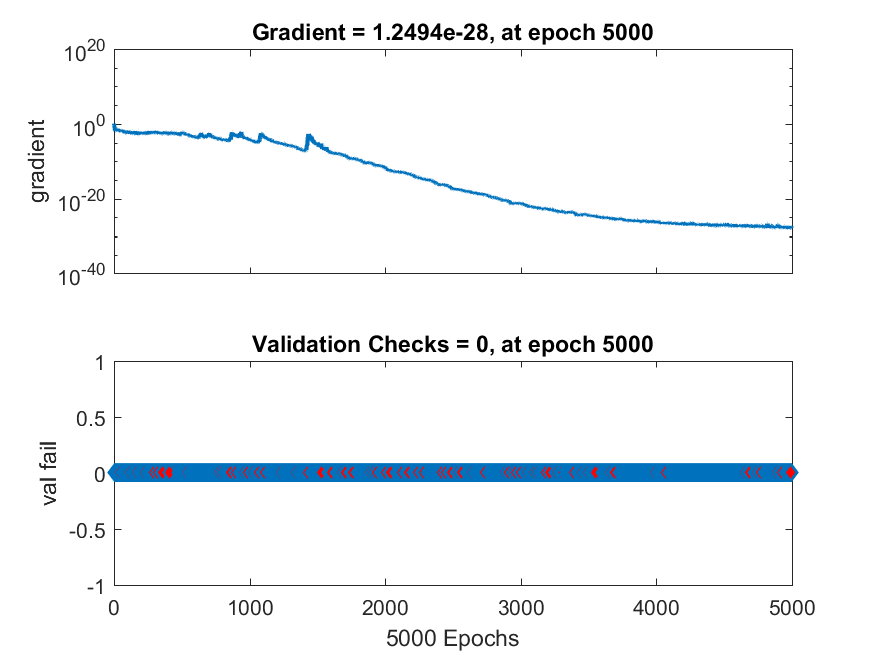 Gradient = 1.2494e-28, at epoch 5000
10^20
10^0
10^-20
10^-40
gradient
Validation Checks = 0, at epoch 5000
1
0.5
0
-0.5
-1
val fail
0 1000 2000 3000 4000 5000
5000 Epochs